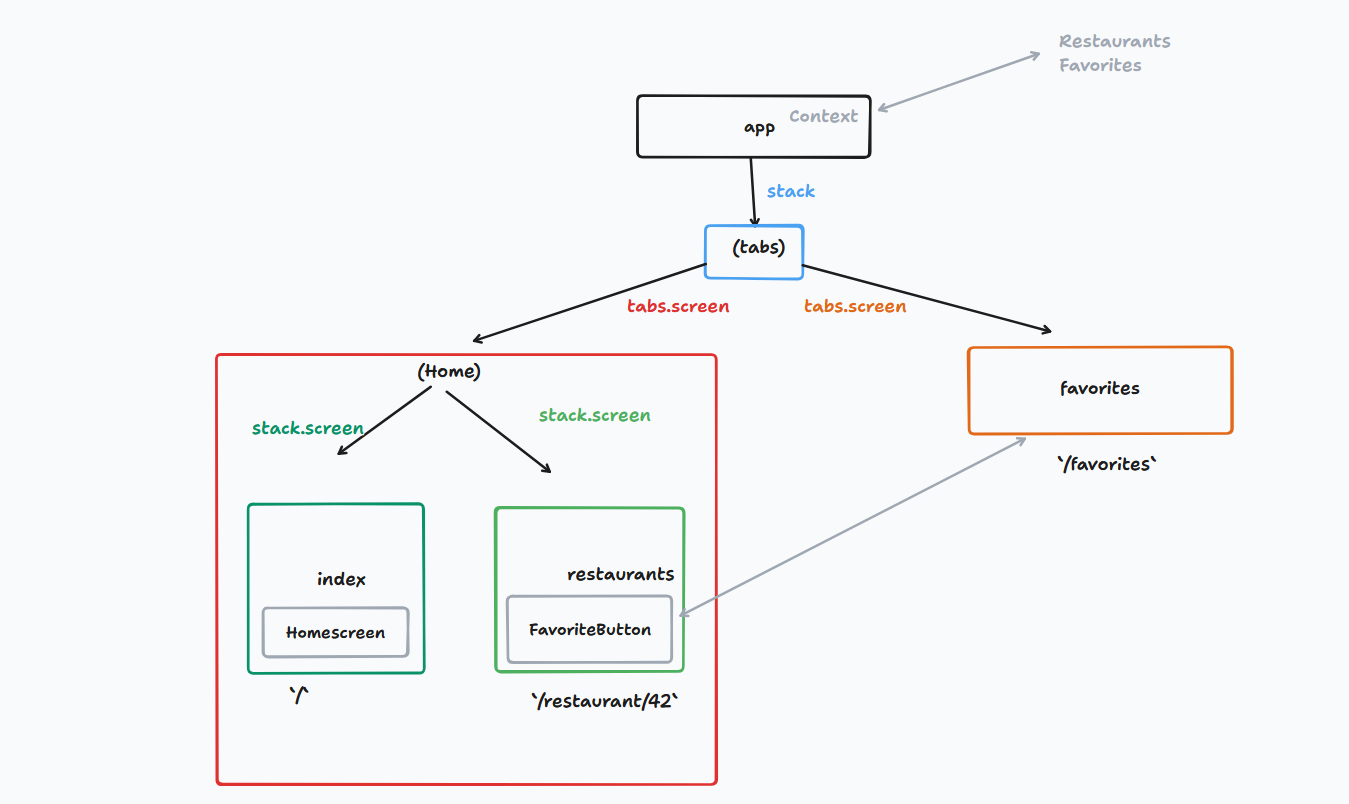 Restaurants
Favorites
Context
app
stack
(tabs)
tabs.screen
tabs.screen
(Home)
favorites
stack.screen
stack.screen
`/favorites`
index
restaurants
Homescreen
FavoriteButton
`/`
`/restaurant/42`